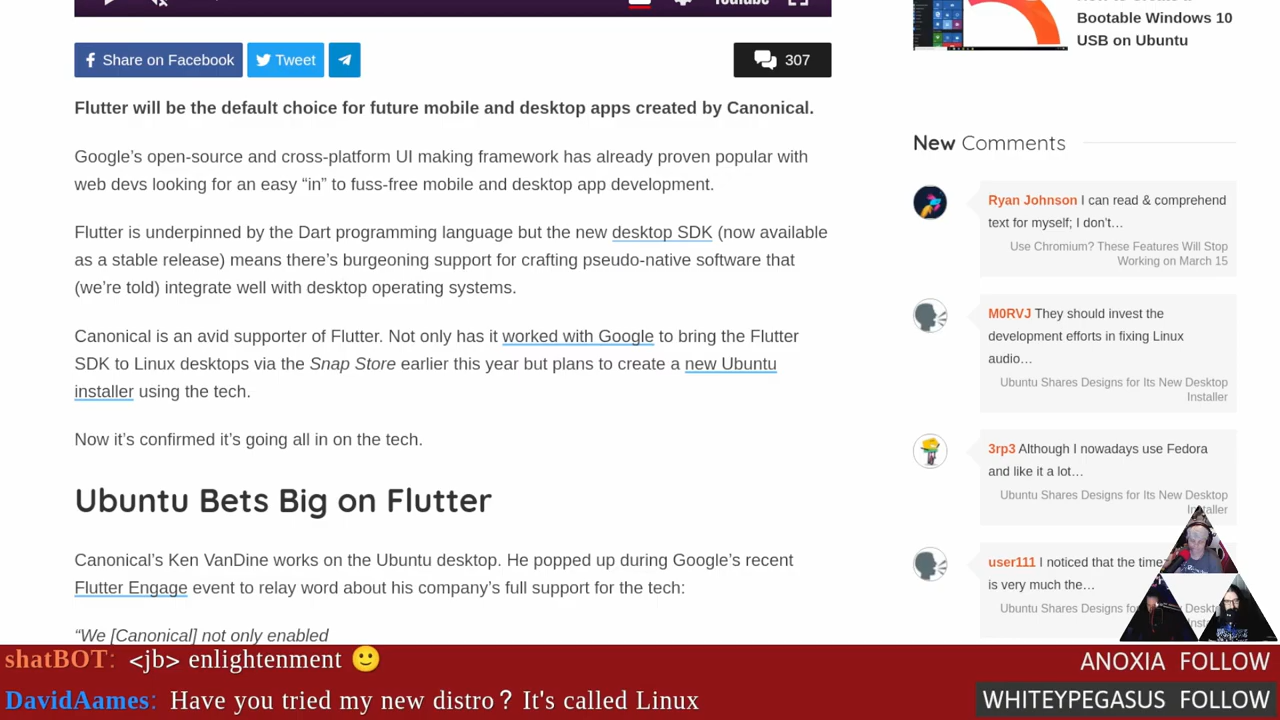 YouTube
Share on Facebook
Tweet
307
Flutter will be the default choice for future mobile and desktop apps created by Canonical.
Google’s open-source and cross-platform UI making framework has already proven popular with
web devs looking for an easy “in” to fuss-free mobile and desktop app development.
Flutter is underpinned by the Dart programming language but the new desktop SDK (now available
as a stable release) means there’s burgeoning support for crafting pseudo-native software that
(we’re told) integrate well with desktop operating systems.
Canonical is an avid supporter of Flutter. Not only has it worked with Google to bring the Flutter
SDK to Linux desktops via the Snap Store earlier this year but plans to create a new Ubuntu
installer using the tech.
Now it’s confirmed it’s going all in on the tech.
Ubuntu Bets Big on Flutter
Canonical’s Ken VanDine works on the Ubuntu desktop. He popped up during Google’s recent
Flutter Engage event to relay word about his company’s full support for the tech:
“We [Canonical] not only enabled
Bootable Windows 10
USB on Ubuntu
New Comments
Ryan Johnson I can read & comprehend
text for myself; I don’t…
Use Chromium? These Features Will Stop
Working on March 15
M0RVJ They should invest the
development efforts in fixing Linux
audio…
Ubuntu Shares Designs for Its New Desktop
Installer
3rp3 Although I nowadays use Fedora
and like it a lot…
Ubuntu Shares Designs for Its New Desktop
user111 I noticed that the time
is very much the…
Ubuntu Shares Designs
shatBOT: <jb> enlightenment 🙂
DavidAames: Have you tried my new distro? It's called Linux
ANOXIA FOLLOW
WHITEYPEGASUS FOLLOW